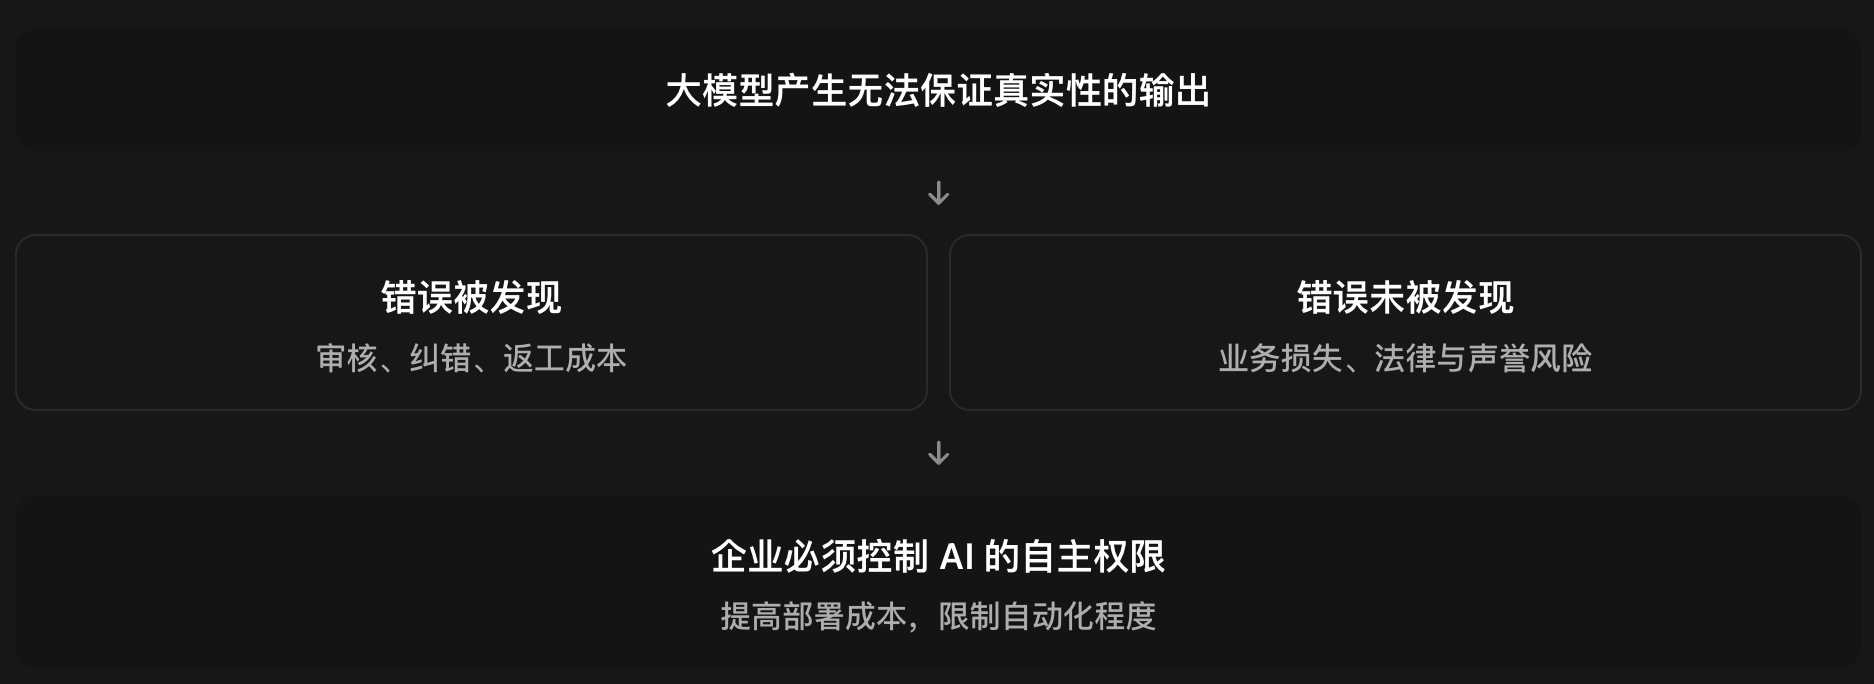 大模型产生无法保证真实性的输出
错误被发现
审核、纠错、返工成本
错误未被发现
业务损失、法律与声誉风险
企业必须控制 AI 的自主权限
提高部署成本，限制自动化程度